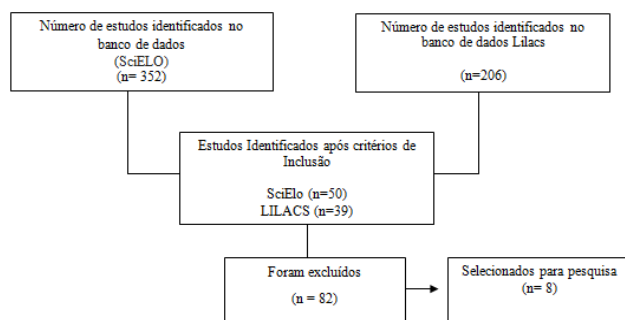 Número de estudos identificados no
banco de dados
(SciELO)
(n= 352)
Número de estudos identificados no
banco de dados Lilacs
(n=206)
Estudos Identificados após critérios de
Inclusão
SciElo (n=50)
LILACS (n=39)
Foram excluídos
(n = 82)
Selecionados para pesquisa
(n= 8)